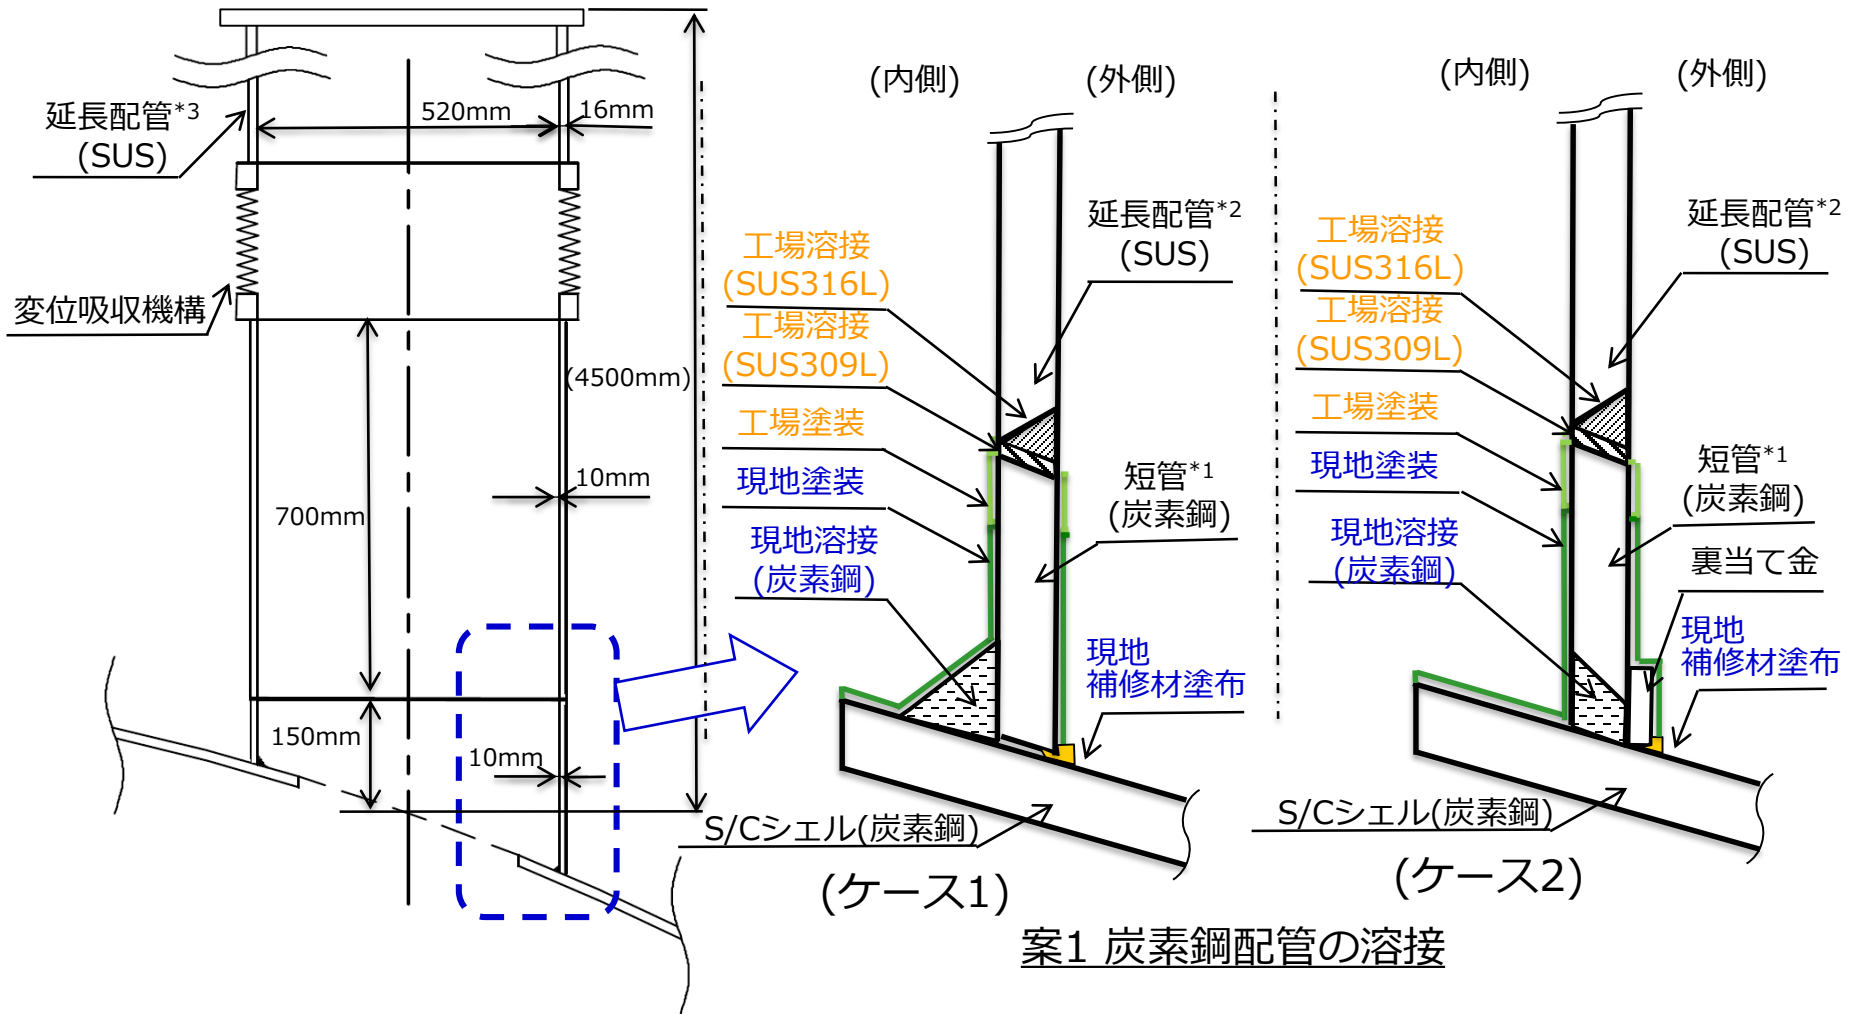 延長配管*3
(SUS)
520mm
16mm
変位吸収機構
(4500mm)
10mm
700mm
150mm
10mm
(内側)
(外側)
延長配管*2
(SUS)
工場溶接
(SUS316L)
工場溶接
(SUS309L)
工場塗装
現地塗装
現地溶接
(炭素鋼)
短管*1
(炭素鋼)
現地
補修材塗布
S/Cシェル(炭素鋼)
(ケース1)
(内側)
(外側)
延長配管*2
(SUS)
工場溶接
(SUS316L)
工場溶接
(SUS309L)
工場塗装
現地塗装
現地溶接
(炭素鋼)
短管*1
(炭素鋼)
裏当て金
現地
補修材塗布
S/Cシェル(炭素鋼)
(ケース2)
案1 炭素鋼配管の溶接